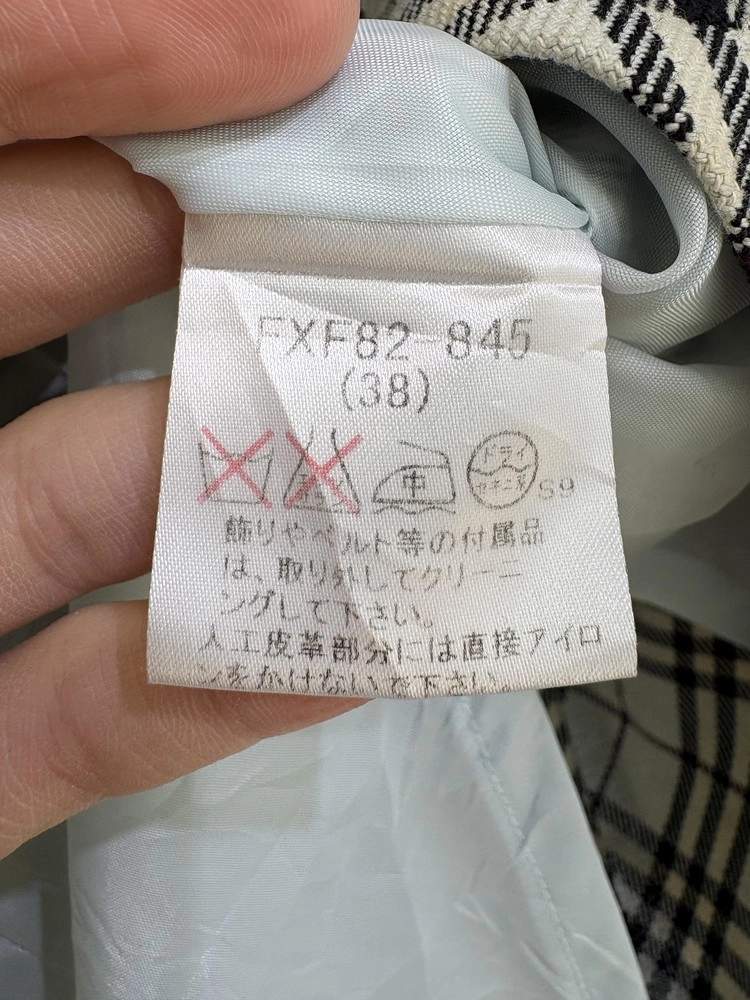 FXF82-845
(38)
中
ドライ
セキユ系
S9
飾りやベルト等の付属品
は、取り外してクリーニ
ングして下さい。
人工皮革部分には直接アイロ
ンをかけないで下さい